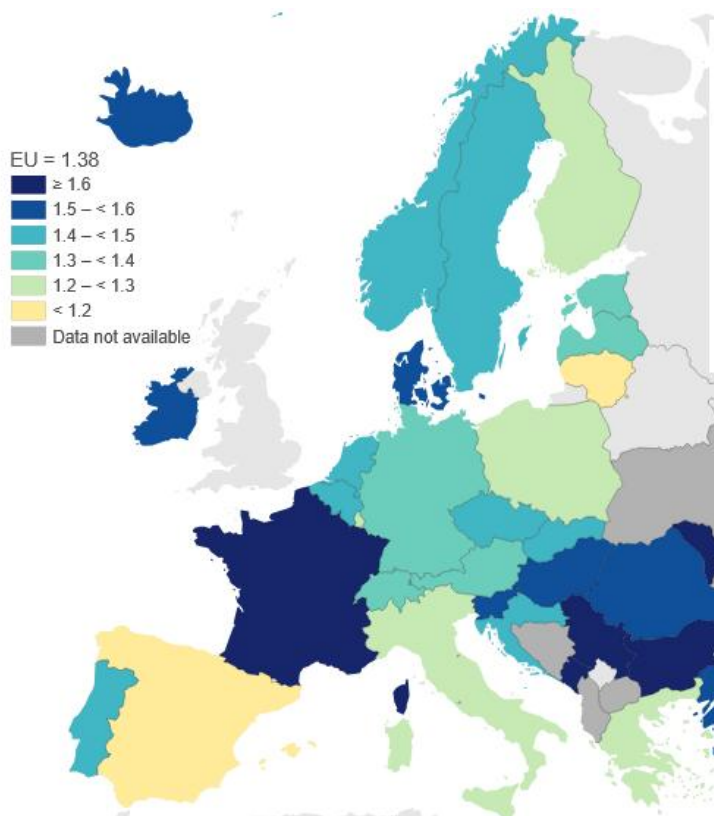 EU = 1.38
≥ 1.6
1.5 – < 1.6
1.4 – < 1.5
1.3 – < 1.4
1.2 – < 1.3
< 1.2
Data not available